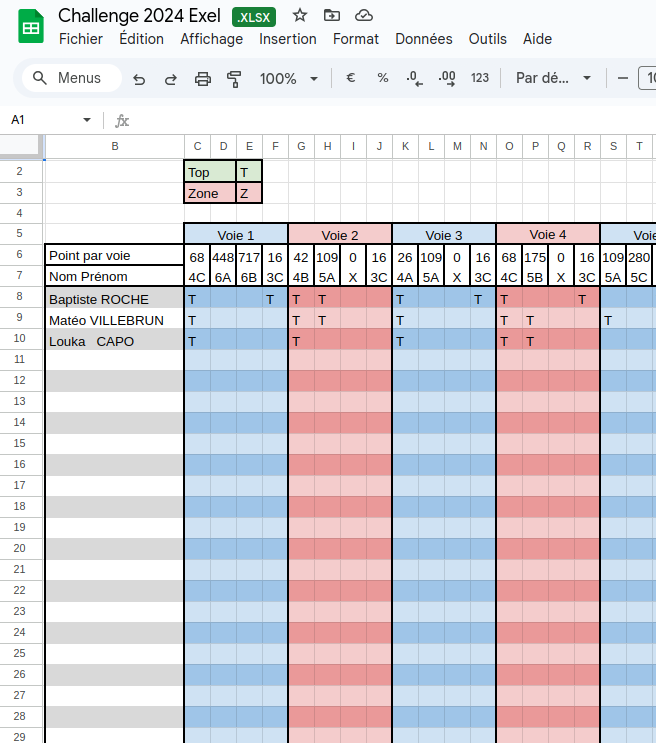 Challenge 2024 Exel .XLSX
Fichier Édition Affichage Insertion Format Données Outils Aide
Menus 100% € % .0 .00 123 Par dé... 10
A1 fx
B C D E F G H I J K L M N O P Q R S T
2 Top T
3 Zone Z
4
5 Voie 1 Voie 2 Voie 3 Voie 4 Voie
6 Point par voie 68 448 717 16 42 109 0 16 26 109 0 16 68 175 0 16 109 280
7 Nom Prénom 4C 6A 6B 3C 4B 5A X 3C 4A 5A X 3C 4C 5B X 3C 5A 5C
8 Baptiste ROCHE T T T T T T T T
9 Matéo VILLEBRUN T T T T T T T
10 Louka CAPO T T T T T
11
12
13
14
15
16
17
18
19
20
21
22
23
24
25
26
27
28
29